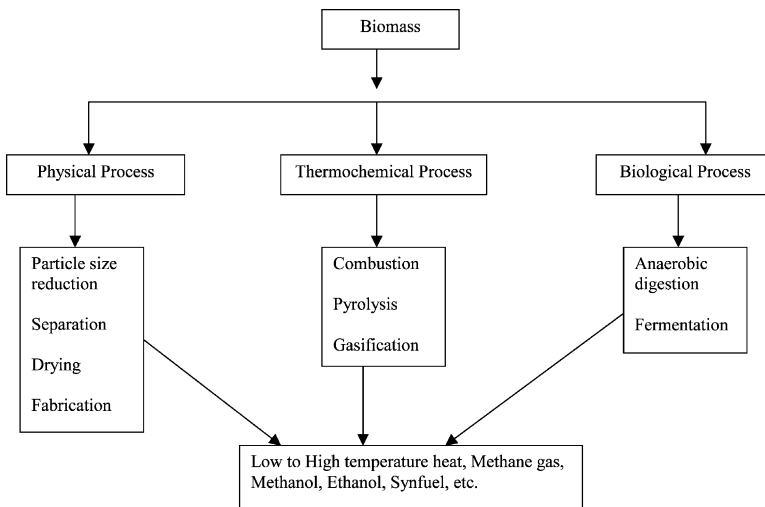 Biomass
Physical Process
Thermochemical Process
Biological Process
Particle size
reduction
Separation
Drying
Fabrication
Combustion
Pyrolysis
Gasification
Anaerobic
digestion
Fermentation
Low to High temperature heat, Methane gas,
Methanol, Ethanol, Synfuel, etc.